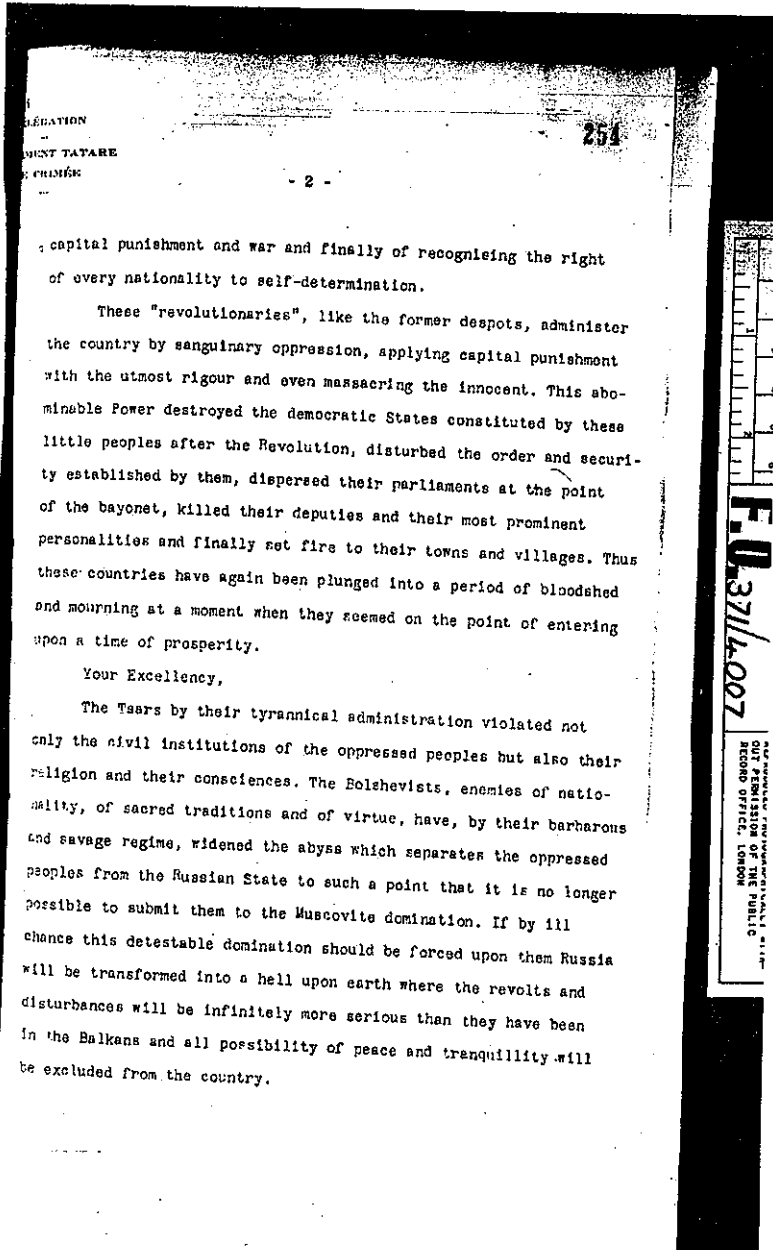 LÉGATION
MENT TATARE
CRIMÉE
254
- 2 -
capital punishment and war and finally of recognising the right
of every nationality to self-determination.
These "revolutionaries", like the former despots, administer
the country by sanguinary oppression, applying capital punishment
with the utmost rigour and even massacring the innocent. This abo-
minable Power destroyed the democratic States constituted by these
little peoples after the Revolution, disturbed the order and securi-
ty established by them, dispersed their parliaments at the point
of the bayonet, killed their deputies and their most prominent
personalities and finally set fire to their towns and villages. Thus
these countries have again been plunged into a period of bloodshed
and mourning at a moment when they seemed on the point of entering
upon a time of prosperity.
Your Excellency,
The Tsars by their tyrannical administration violated not
only the civil institutions of the oppressed peoples but also their
religion and their consciences. The Bolshevists, enemies of natio-
nality, of sacred traditions and of virtue, have, by their barbarous
and savage regime, widened the abyss which separates the oppressed
peoples from the Russian State to such a point that it is no longer
possible to submit them to the Muscovite domination. If by ill
chance this detestable domination should be forced upon them Russia
will be transformed into a hell upon earth where the revolts and
disturbances will be infinitely more serious than they have been
in the Balkans and all possibility of peace and tranquillity will
be excluded from the country.
1
2
F.O. 371/4007
OUT PERMISSION OF THE PUBLIC
RECORD OFFICE, LONDON